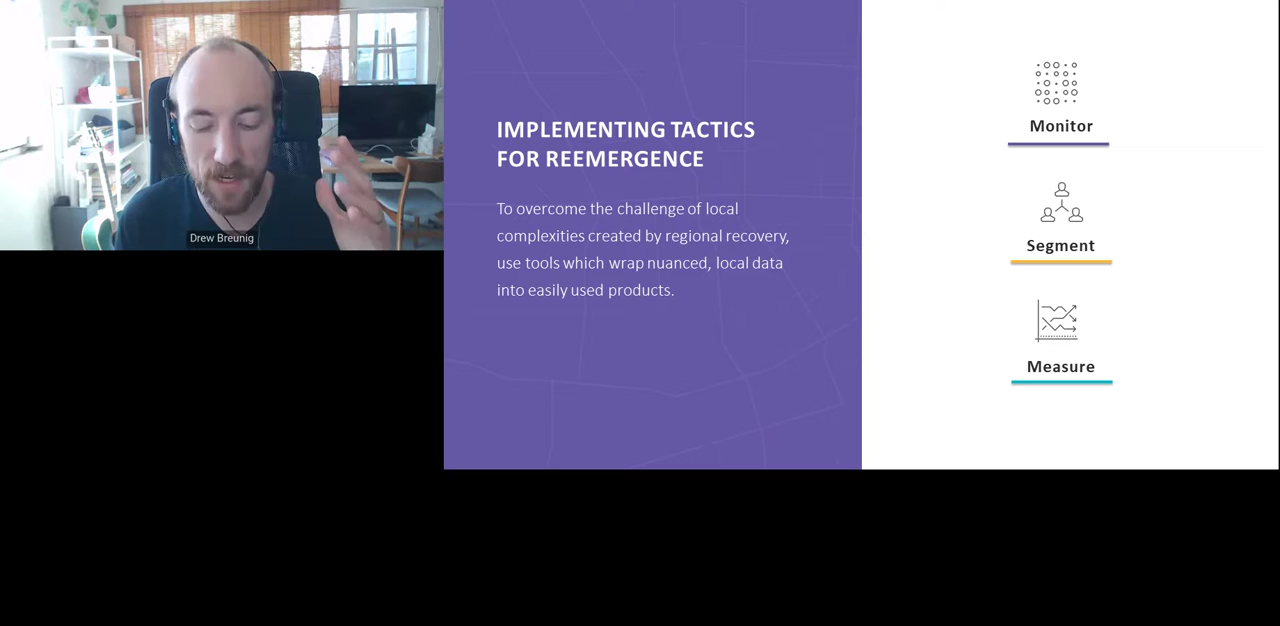 Drew Breunig
IMPLEMENTING TACTICS
FOR REEMERGENCE
To overcome the challenge of local
complexities created by regional recovery,
use tools which wrap nuanced, local data
into easily used products.
Monitor
Segment
Measure